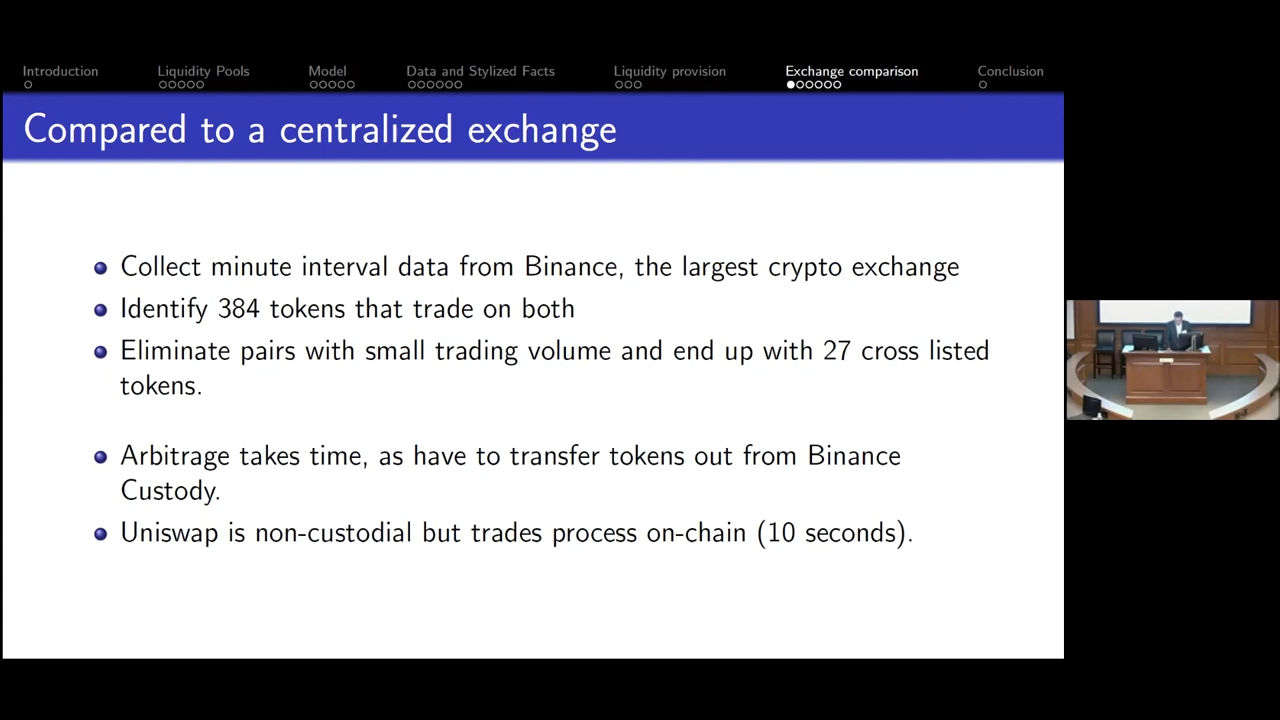 Introduction Liquidity Pools Model Data and Stylized Facts Liquidity provision Exchange comparison Conclusion
Compared to a centralized exchange
Collect minute interval data from Binance, the largest crypto exchange
Identify 384 tokens that trade on both
Eliminate pairs with small trading volume and end up with 27 cross listed
tokens.
Arbitrage takes time, as have to transfer tokens out from Binance
Custody.
Uniswap is non-custodial but trades process on-chain (10 seconds).